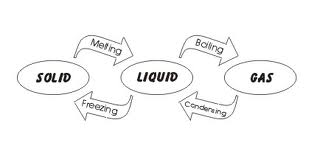 Melting
Boiling
SOLID
LIQUID
GAS
Freezing
Condensing